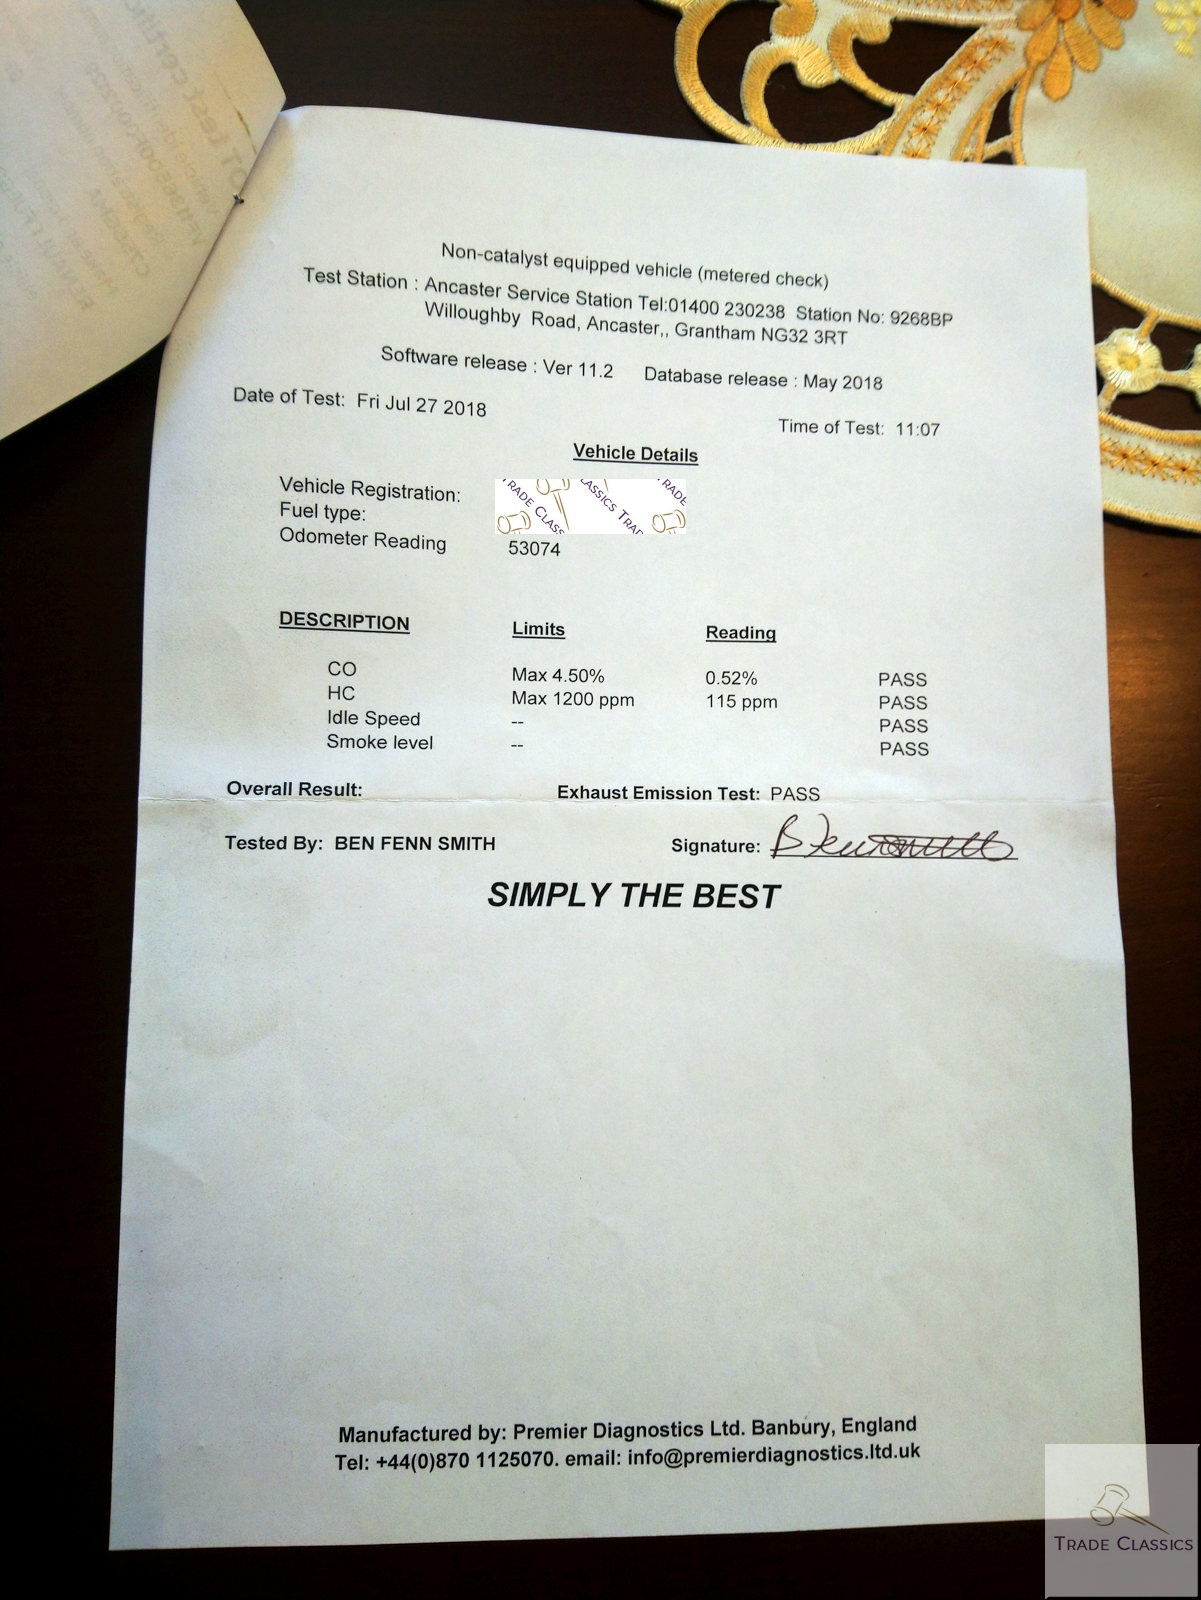 Non-catalyst equipped vehicle (metered check)
Test Station : Ancaster Service Station Tel:01400 230238 Station No: 9268BP
Willoughby Road, Ancaster,, Grantham NG32 3RT
Software release : Ver 11.2 Database release : May 2018
Date of Test: Fri Jul 27 2018
Time of Test: 11:07
Vehicle Details
Vehicle Registration:
Fuel type:
Odometer Reading 53074
DESCRIPTION Limits Reading
CO Max 4.50% 0.52% PASS
HC Max 1200 ppm 115 ppm PASS
Idle Speed -- PASS
Smoke level -- PASS
Overall Result: Exhaust Emission Test: PASS
Tested By: BEN FENN SMITH Signature:
SIMPLY THE BEST
Manufactured by: Premier Diagnostics Ltd. Banbury, England
Tel: +44(0)870 1125070. email: info@premierdiagnostics.ltd.uk
TRADE CLASSICS